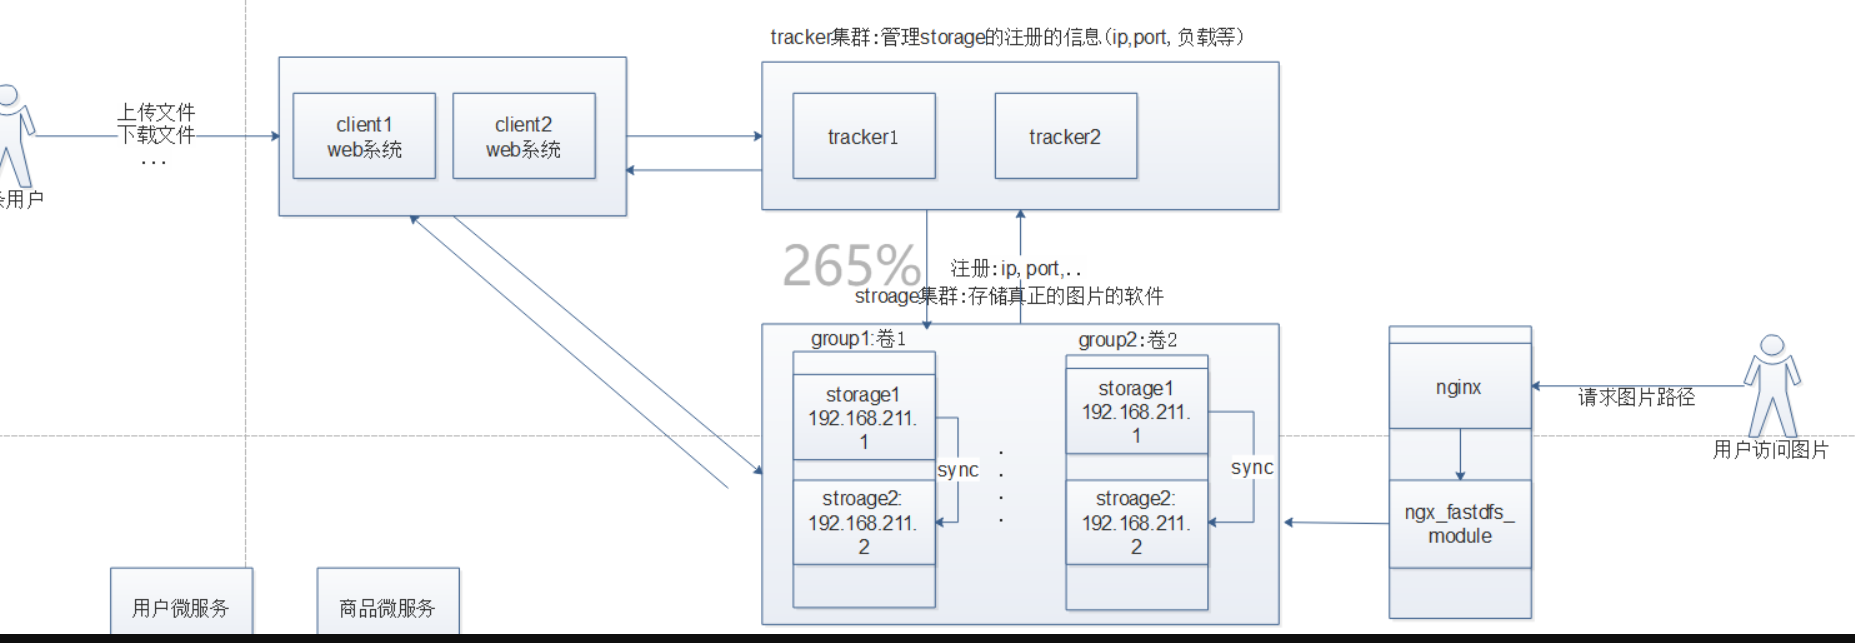 tracker集群:管理storage的注册的信息(ip,port, 负载等)
上传文件
下载文件
...
client1
web系统
client2
web系统
tracker1
tracker2
用户
265%
注册:ip, port,..
stroage集群:存储真正的图片的软件
group1:卷1
group2:卷2
storage1
192.168.211.
1
sync
stroage2:
192.168.211.
2
storage1
192.168.211.
1
sync
stroage2:
192.168.211.
2
nginx
ngx_fastdfs_
module
请求图片路径
用户访问图片
用户微服务
商品微服务